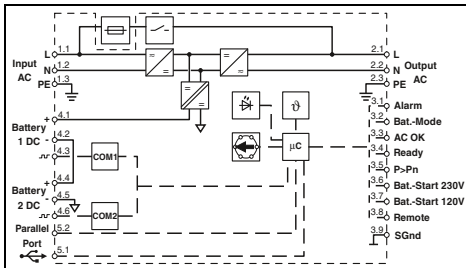 1.1
L
1.2
N
1.3
PE
Input
AC
2.1
L
2.2
N
2.3
PE
Output
AC
4.1
+
Battery
1 DC -
4.2
4.3
COM1
4.4
+
Battery
2 DC
-
4.5
4.6
COM2
Parallel
5.2
Port
5.1
ϑ
µC
3.1
Alarm
3.2
Bat.-Mode
3.3
AC OK
3.4
Ready
3.5
P>Pn
3.6
Bat.-Start 230V
3.7
Bat.-Start 120V
3.8
Remote
3.9
SGnd